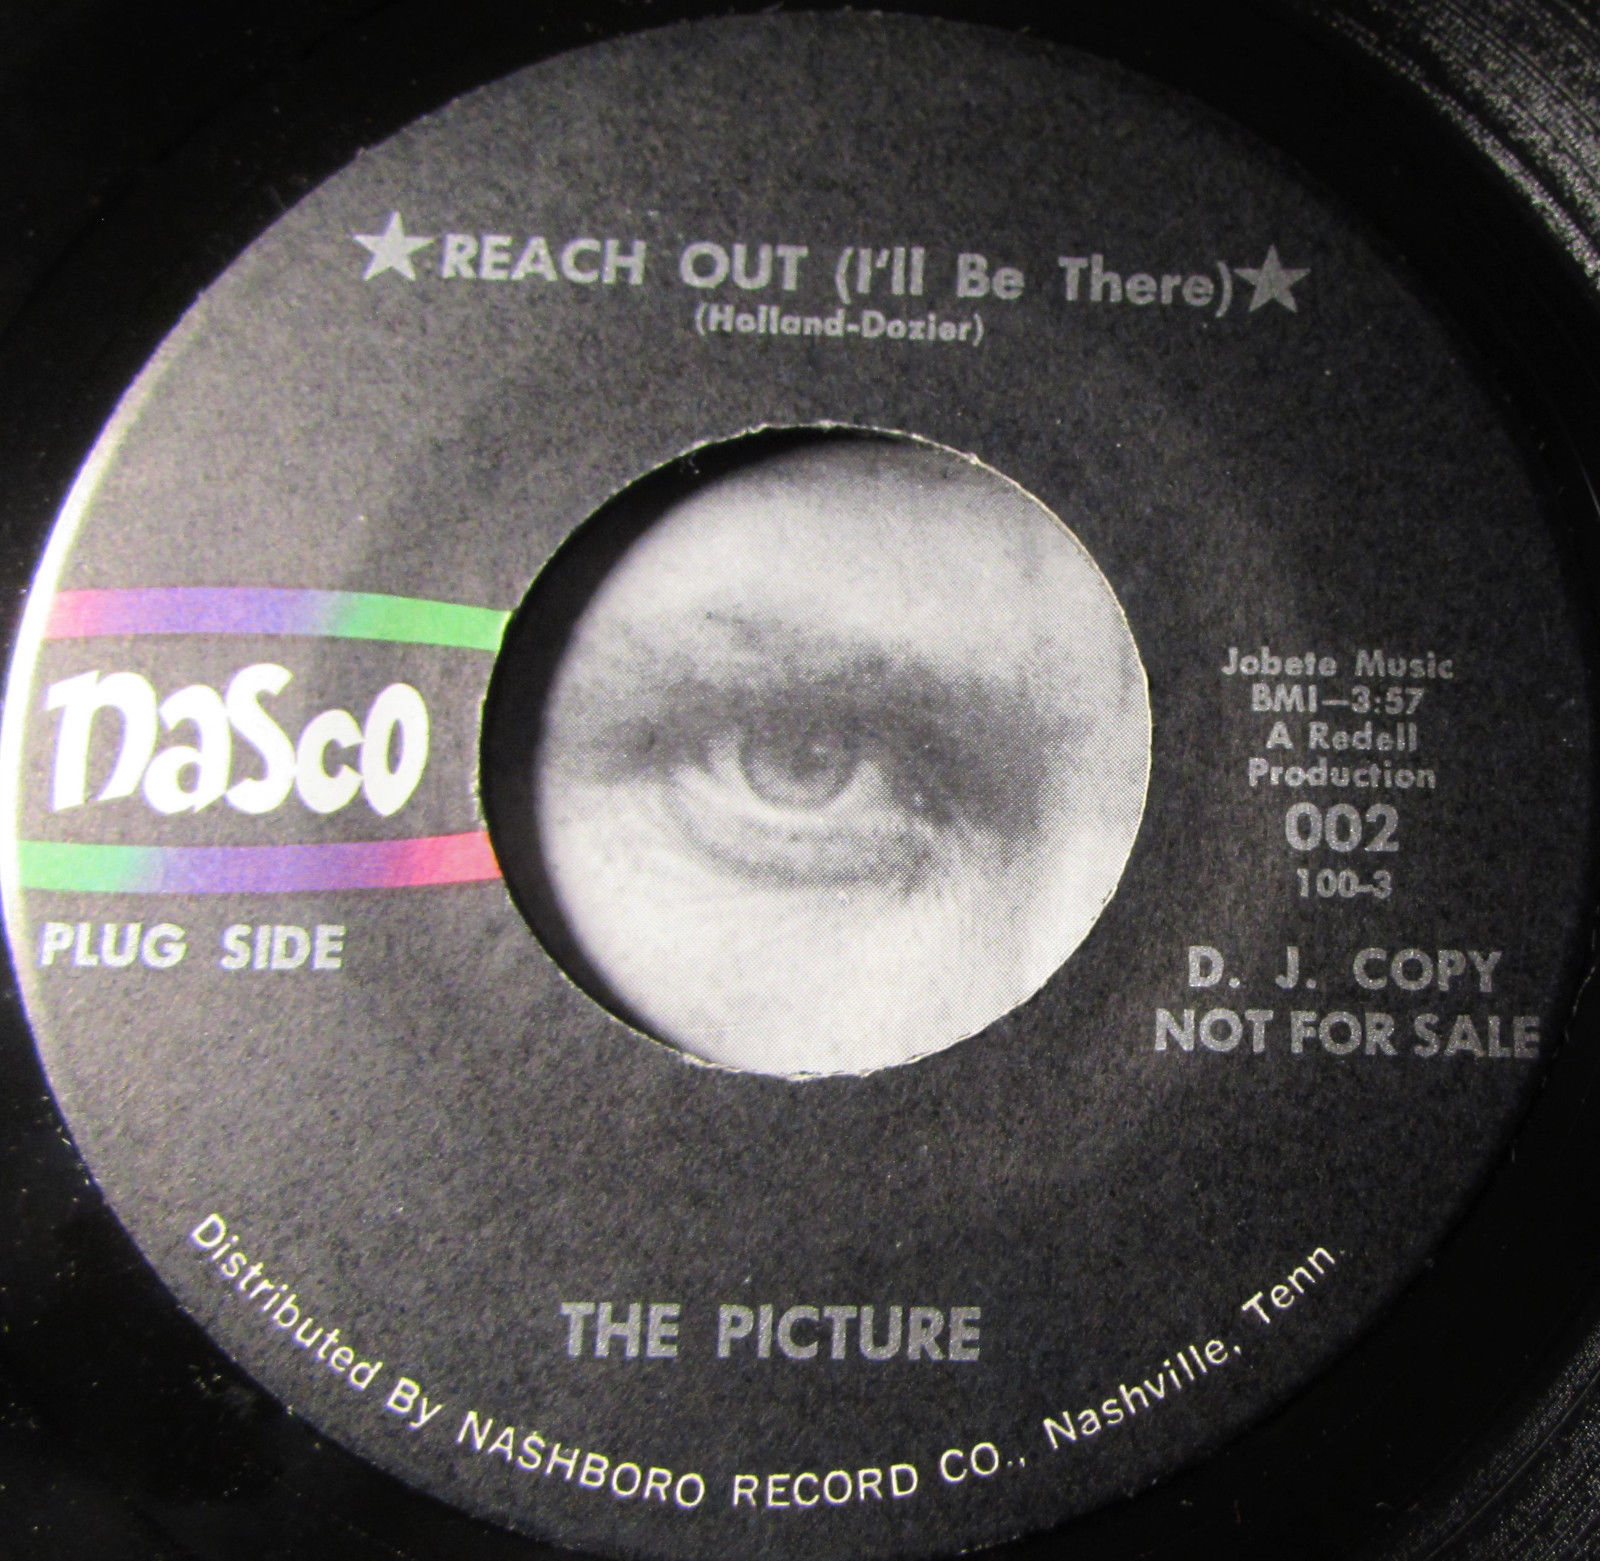 ★REACH OUT (I'll Be There)★
(Holland-Dozier)
nasco
PLUG SIDE
Jobete Music
BMI—3:57
A Redell
Production
002
100-3
D. J. COPY
NOT FOR SALE
THE PICTURE
Distributed By NASHBORO RECORD CO., Nashville, Tenn.